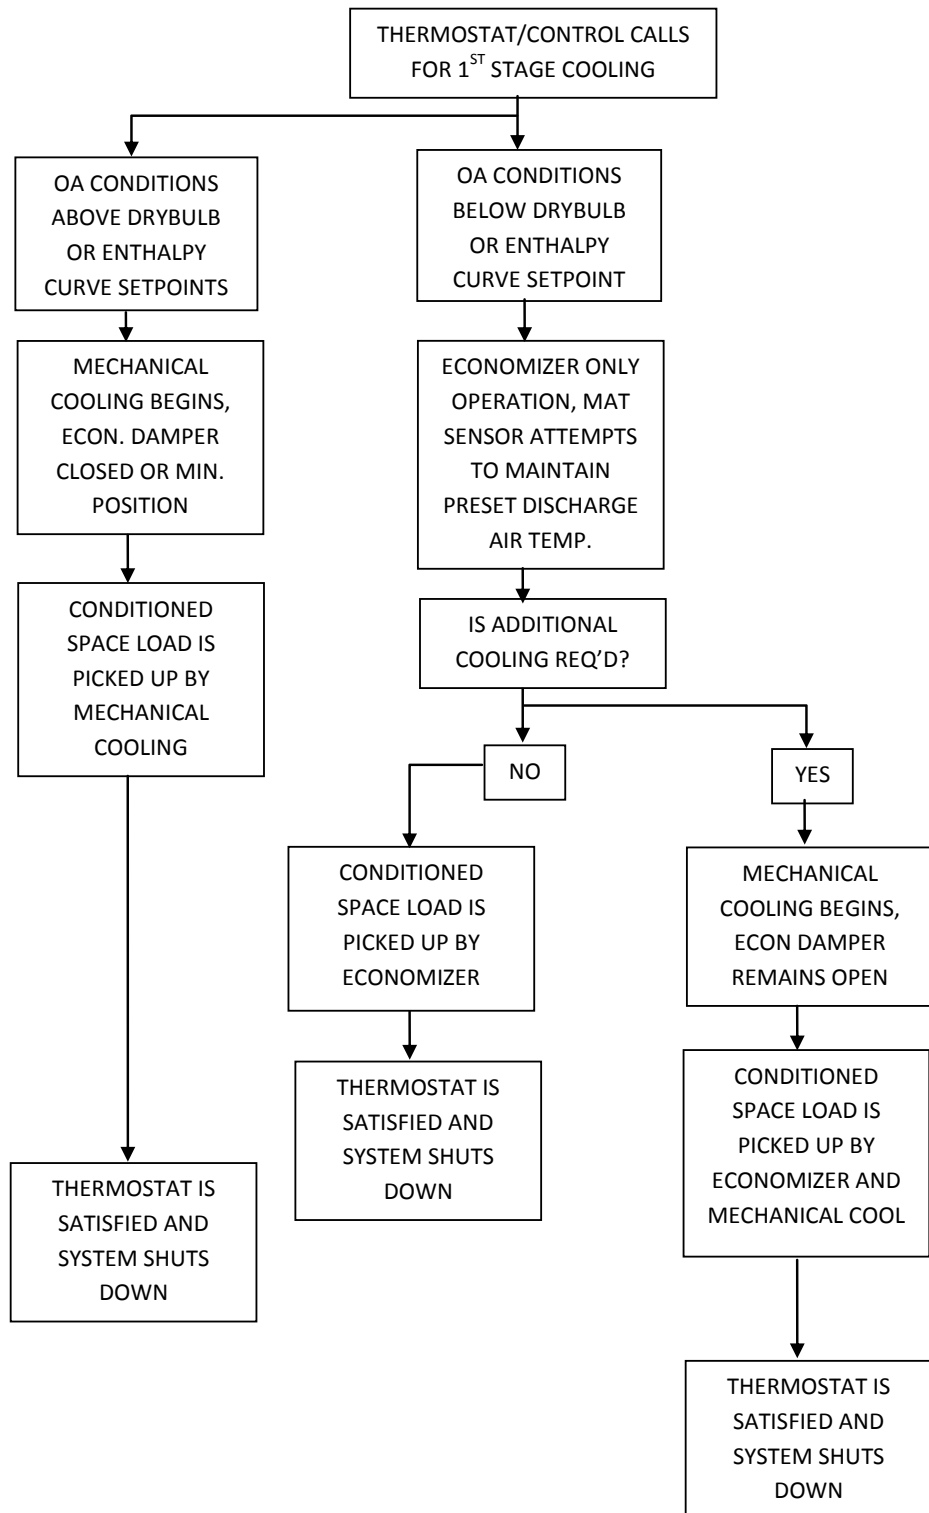 THERMOSTAT/CONTROL CALLS
FOR 1ST STAGE COOLING
OA CONDITIONS
ABOVE DRYBULB
OR ENTHALPY
CURVE SETPOINTS
OA CONDITIONS
BELOW DRYBULB
OR ENTHALPY
CURVE SETPOINT
MECHANICAL
COOLING BEGINS,
ECON. DAMPER
CLOSED OR MIN.
POSITION
ECONOMIZER ONLY
OPERATION, MAT
SENSOR ATTEMPTS
TO MAINTAIN
PRESET DISCHARGE
AIR TEMP.
CONDITIONED
SPACE LOAD IS
PICKED UP BY
MECHANICAL
COOLING
IS ADDITIONAL
COOLING REQ’D?
NO
YES
CONDITIONED
SPACE LOAD IS
PICKED UP BY
ECONOMIZER
MECHANICAL
COOLING BEGINS,
ECON DAMPER
REMAINS OPEN
THERMOSTAT IS
SATISFIED AND
SYSTEM SHUTS
DOWN
CONDITIONED
SPACE LOAD IS
PICKED UP BY
ECONOMIZER AND
MECHANICAL COOL
THERMOSTAT IS
SATISFIED AND
SYSTEM SHUTS
DOWN
THERMOSTAT IS
SATISFIED AND
SYSTEM SHUTS
DOWN